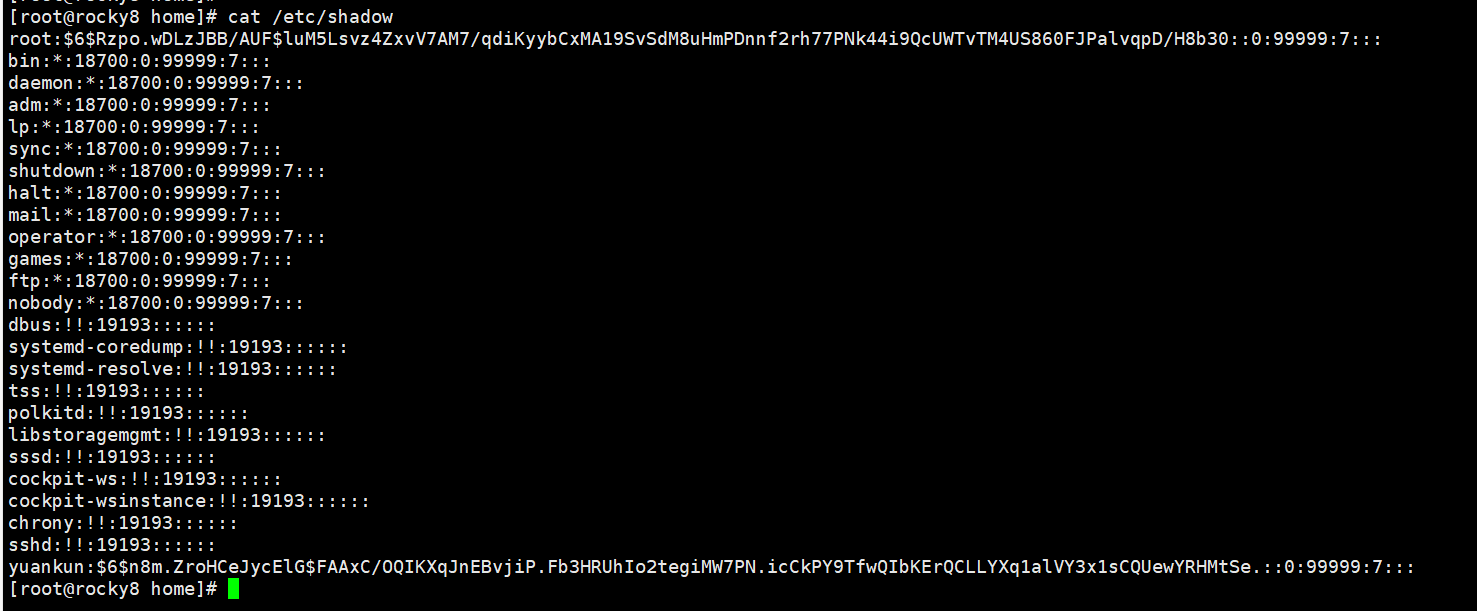 [root@rocky8 home]#
[root@rocky8 home]# cat /etc/shadow
root:$6$Rzpo.wDLzJBB/AUF$luM5Lsvz4ZxvV7AM7/qdiKyybCxMA19SvSdM8uHmPDnnf2rh77PNk44i9QcUWTvTM4US860FJPalvqpD/H8b30::0:99999:7:::
bin:*:18700:0:99999:7:::
daemon:*:18700:0:99999:7:::
adm:*:18700:0:99999:7:::
lp:*:18700:0:99999:7:::
sync:*:18700:0:99999:7:::
shutdown:*:18700:0:99999:7:::
halt:*:18700:0:99999:7:::
mail:*:18700:0:99999:7:::
operator:*:18700:0:99999:7:::
games:*:18700:0:99999:7:::
ftp:*:18700:0:99999:7:::
nobody:*:18700:0:99999:7:::
dbus:!!:19193::::::
systemd-coredump:!!:19193::::::
systemd-resolve:!!:19193::::::
tss:!!:19193::::::
polkitd:!!:19193::::::
libstoragemgmt:!!:19193::::::
sssd:!!:19193::::::
cockpit-ws:!!:19193::::::
cockpit-wsinstance:!!:19193::::::
chrony:!!:19193::::::
sshd:!!:19193::::::
yuankun:$6$n8m.ZroHCeJycElG$FAAxC/OQIKXqJnEBvjiP.Fb3HRUhIo2tegiMW7PN.icCkPY9TfwQIbKErQCLLYXq1alVY3x1sCQUewYRHMtSe.::0:99999:7:::
[root@rocky8 home]#